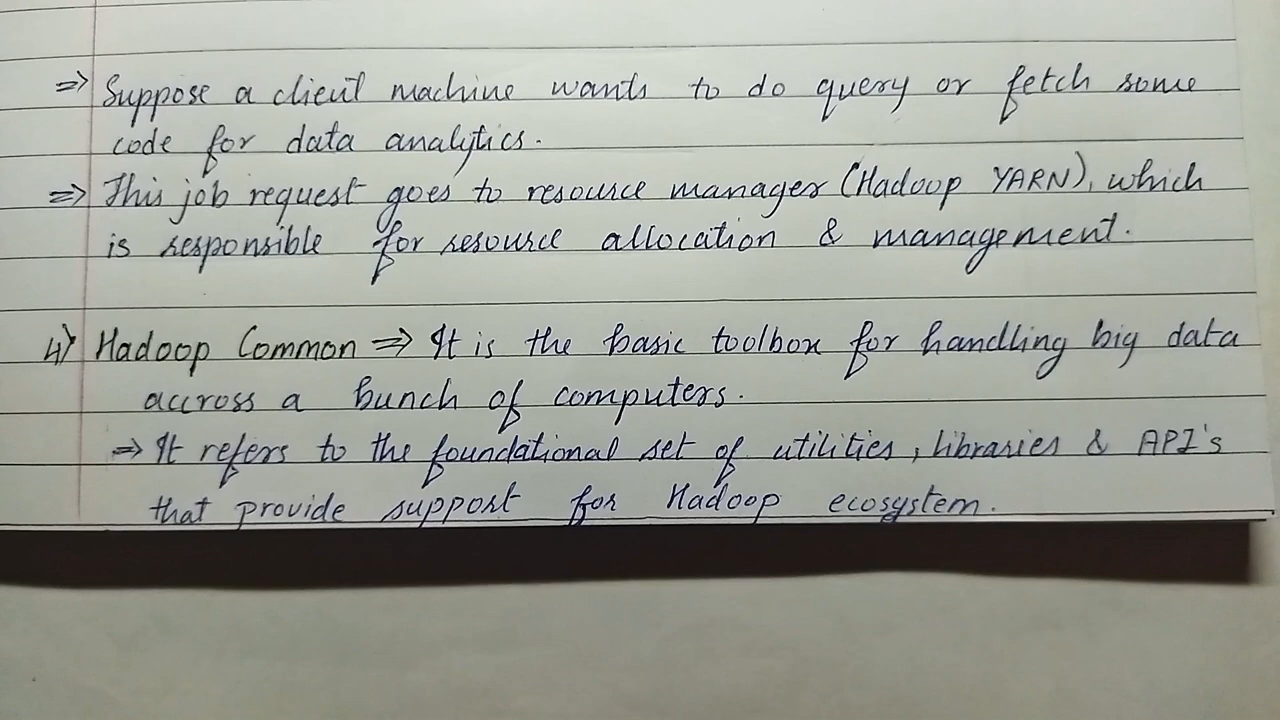 ⇒ Suppose a client machine wants to do query or fetch some
code for data analytics.
⇒ This job request goes to resource manager (Hadoop YARN), which
is responsible for resource allocation & management.
4) Hadoop Common ⇒ It is the basic toolbox for handling big data
accross a bunch of computers.
⇒ It refers to the foundational set of utilities, libraries & API's
that provide support for Hadoop ecosystem.